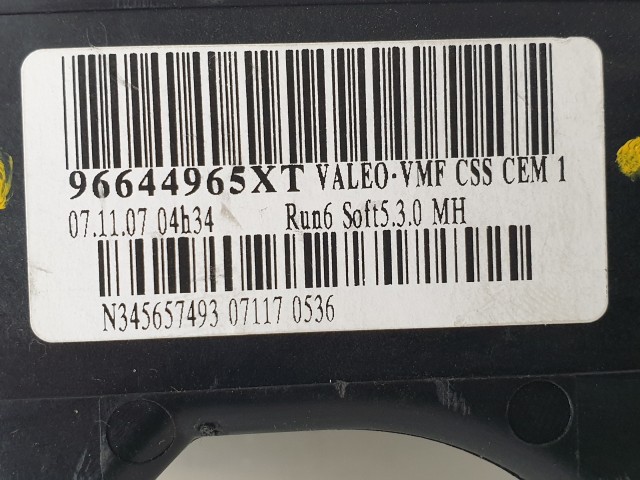 96644965XT VALEO·VMF CSS CEM 1
07.11.07 04h34 Run6 Soft5.3.0 MH
N345657493 07117 0536